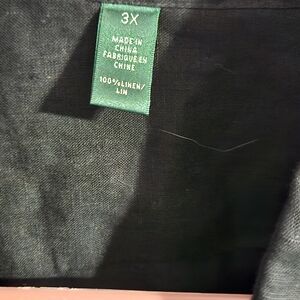 3X
MADE IN
CHINA
FABRIQUÉ EN
CHINE
100% LINEN/
LIN